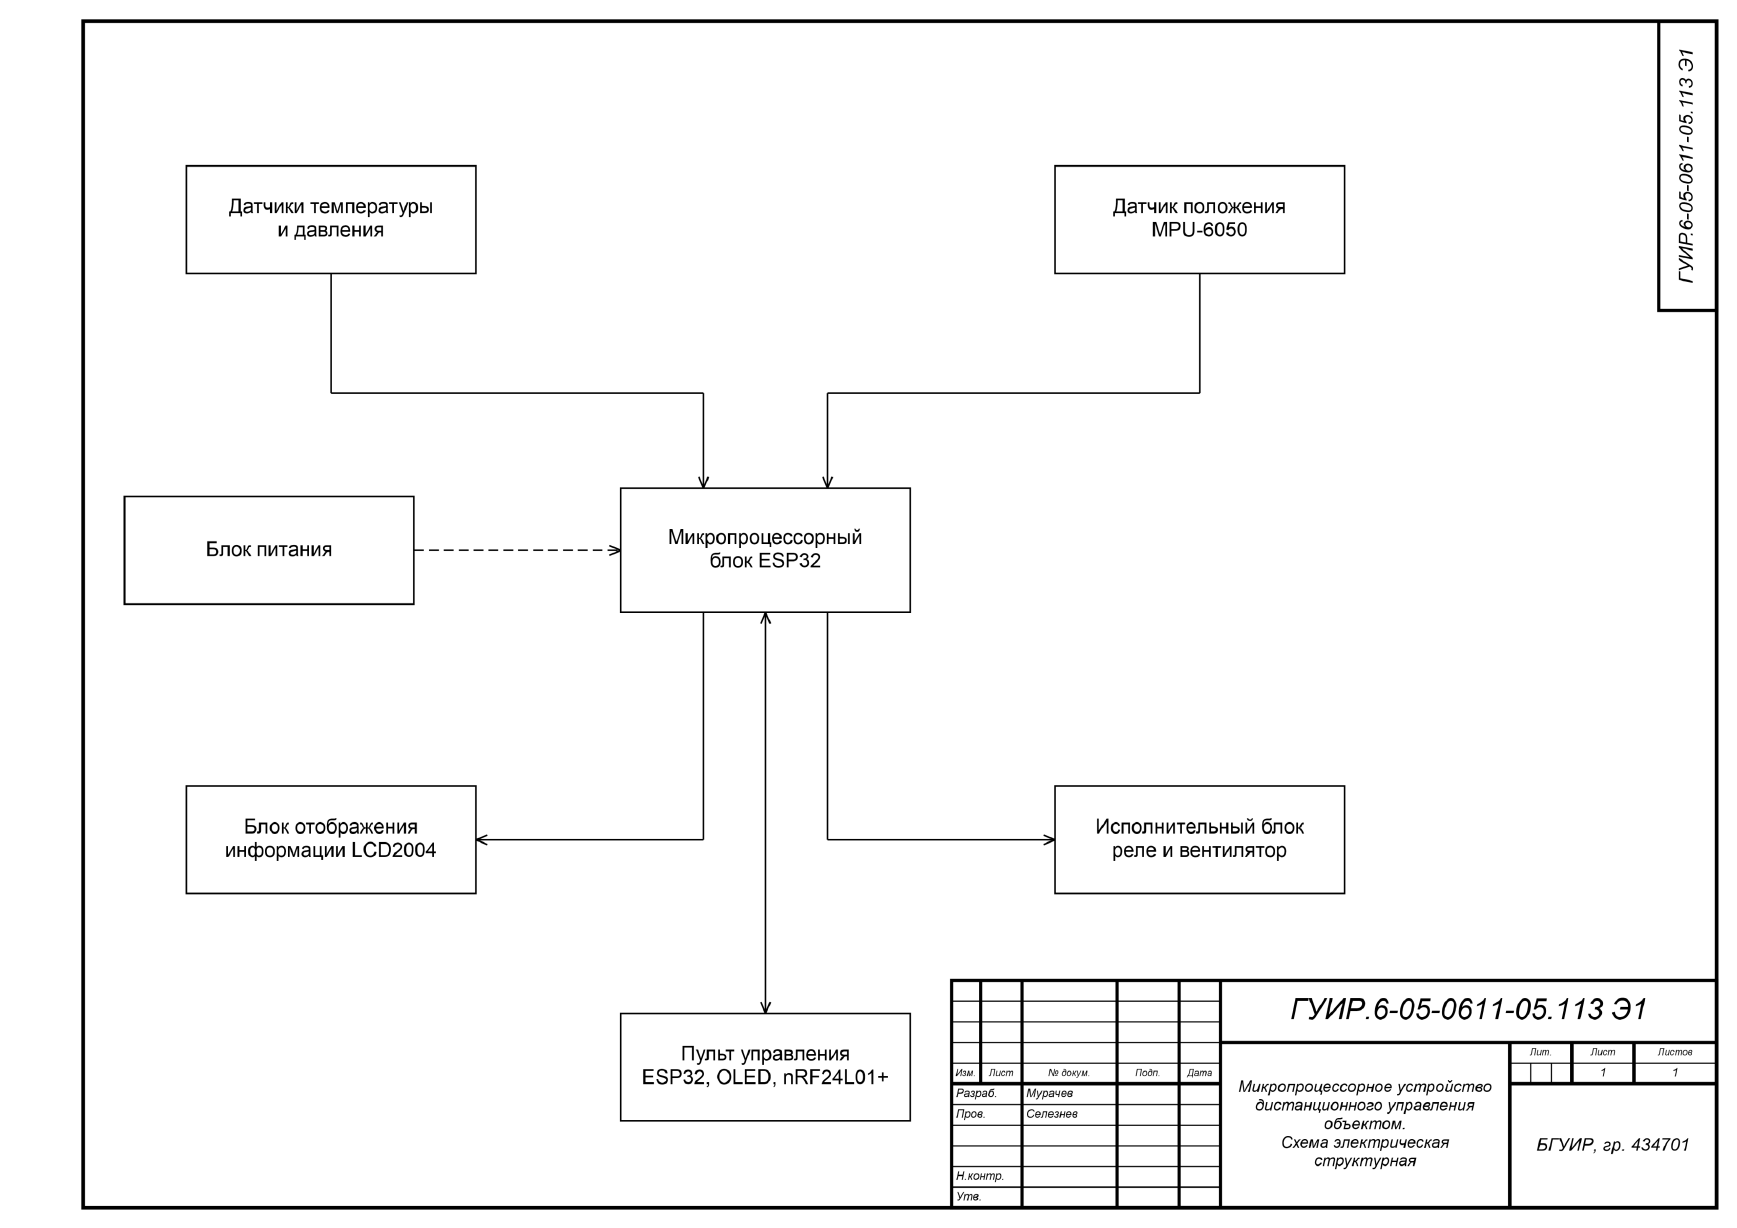 ГУИР.6-05-0611-05.113 Э1
Датчики температуры
и давления
Датчик положения
MPU-6050
Блок питания
Микропроцессорный
блок ESP32
Блок отображения
информации LCD2004
Исполнительный блок
реле и вентилятор
Пульт управления
ESP32, OLED, nRF24L01+
ГУИР.6-05-0611-05.113 Э1
Изм. Лист № докум. Подп. Дата
Разраб. Мурачев
Пров. Селезнев
Н.контр.
Утв.
Микропроцессорное устройство
дистанционного управления
объектом.
Схема электрическая
структурная
Лит. Лист Листов
1 1
БГУИР, гр. 434701